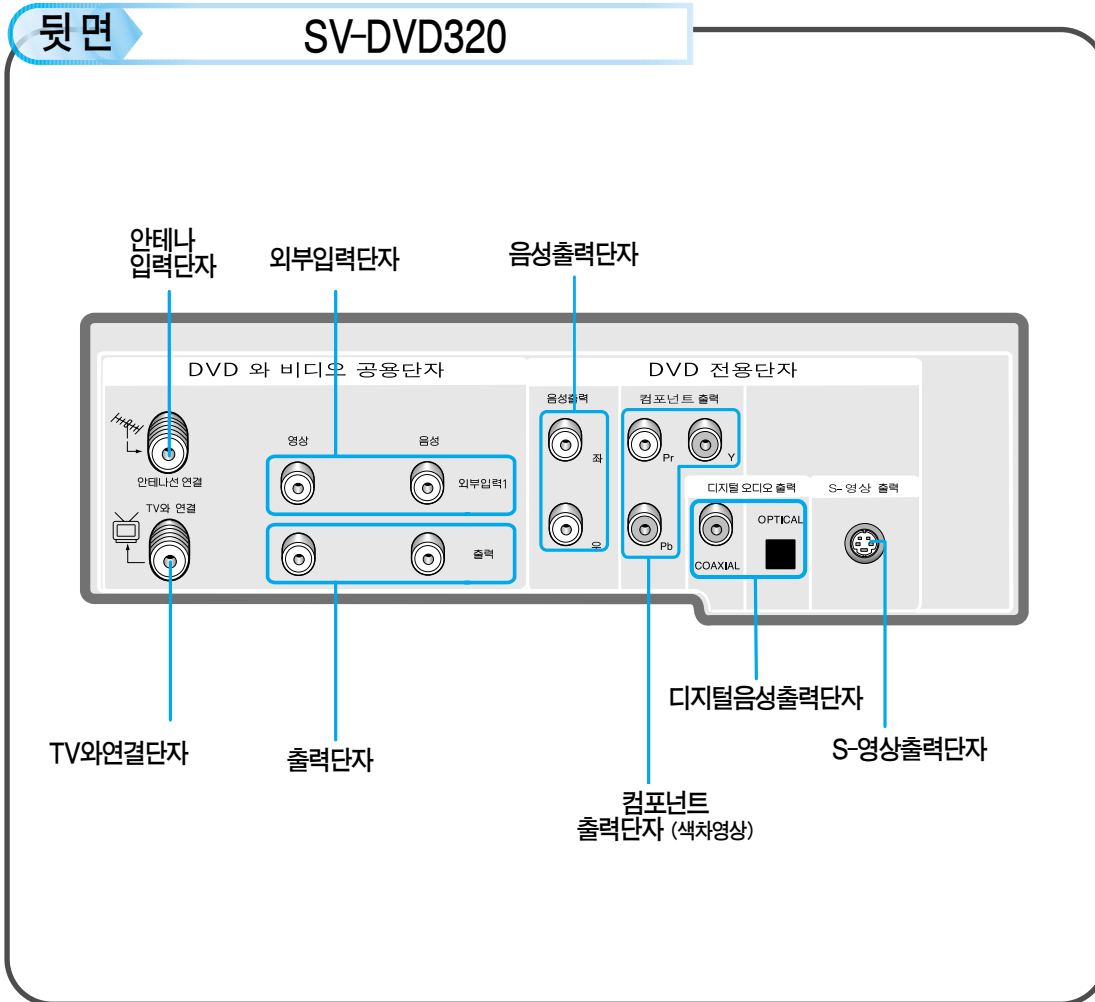 뒷면 SV-DVD320
안테나
입력단자
외부입력단자
음성출력단자
DVD 와 비디오 공용단자
DVD 전용단자
음성출력
컴포넌트 출력
영상
음성
좌
Pr
Y
안테나선 연결
외부입력1
디지털 오디오 출력
S- 영상 출력
TV와 연결
OPTICAL
우
Pb
출력
COAXIAL
디지털음성출력단자
TV와연결단자
출력단자
S-영상출력단자
컴포넌트
출력단자 (색차영상)